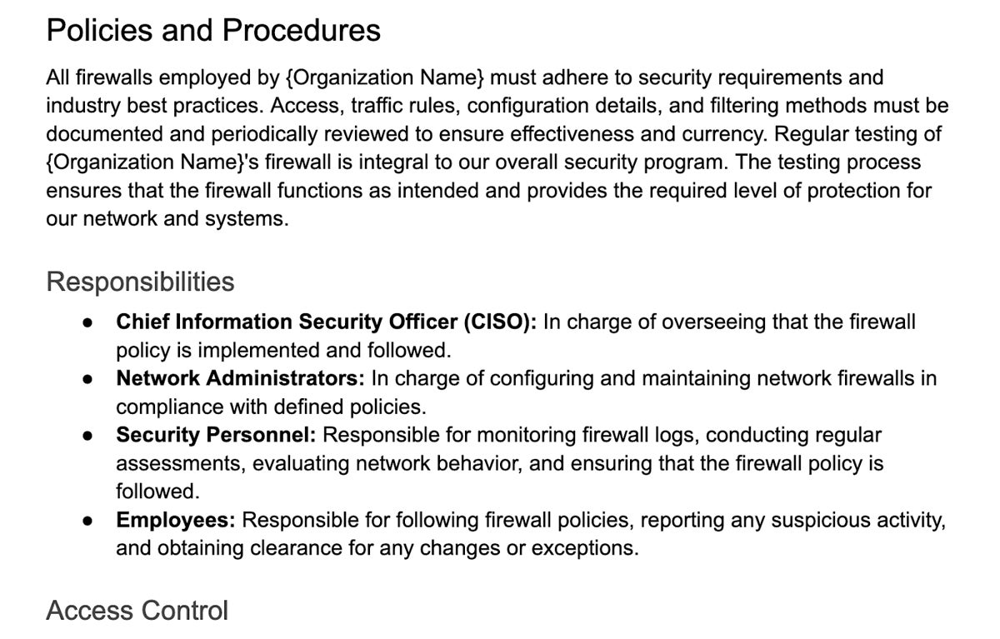 Policies and Procedures
All firewalls employed by {Organization Name} must adhere to security requirements and
industry best practices. Access, traffic rules, configuration details, and filtering methods must be
documented and periodically reviewed to ensure effectiveness and currency. Regular testing of
{Organization Name}'s firewall is integral to our overall security program. The testing process
ensures that the firewall functions as intended and provides the required level of protection for
our network and systems.
Responsibilities
● Chief Information Security Officer (CISO): In charge of overseeing that the firewall
policy is implemented and followed.
● Network Administrators: In charge of configuring and maintaining network firewalls in
compliance with defined policies.
● Security Personnel: Responsible for monitoring firewall logs, conducting regular
assessments, evaluating network behavior, and ensuring that the firewall policy is
followed.
● Employees: Responsible for following firewall policies, reporting any suspicious activity,
and obtaining clearance for any changes or exceptions.
Access Control